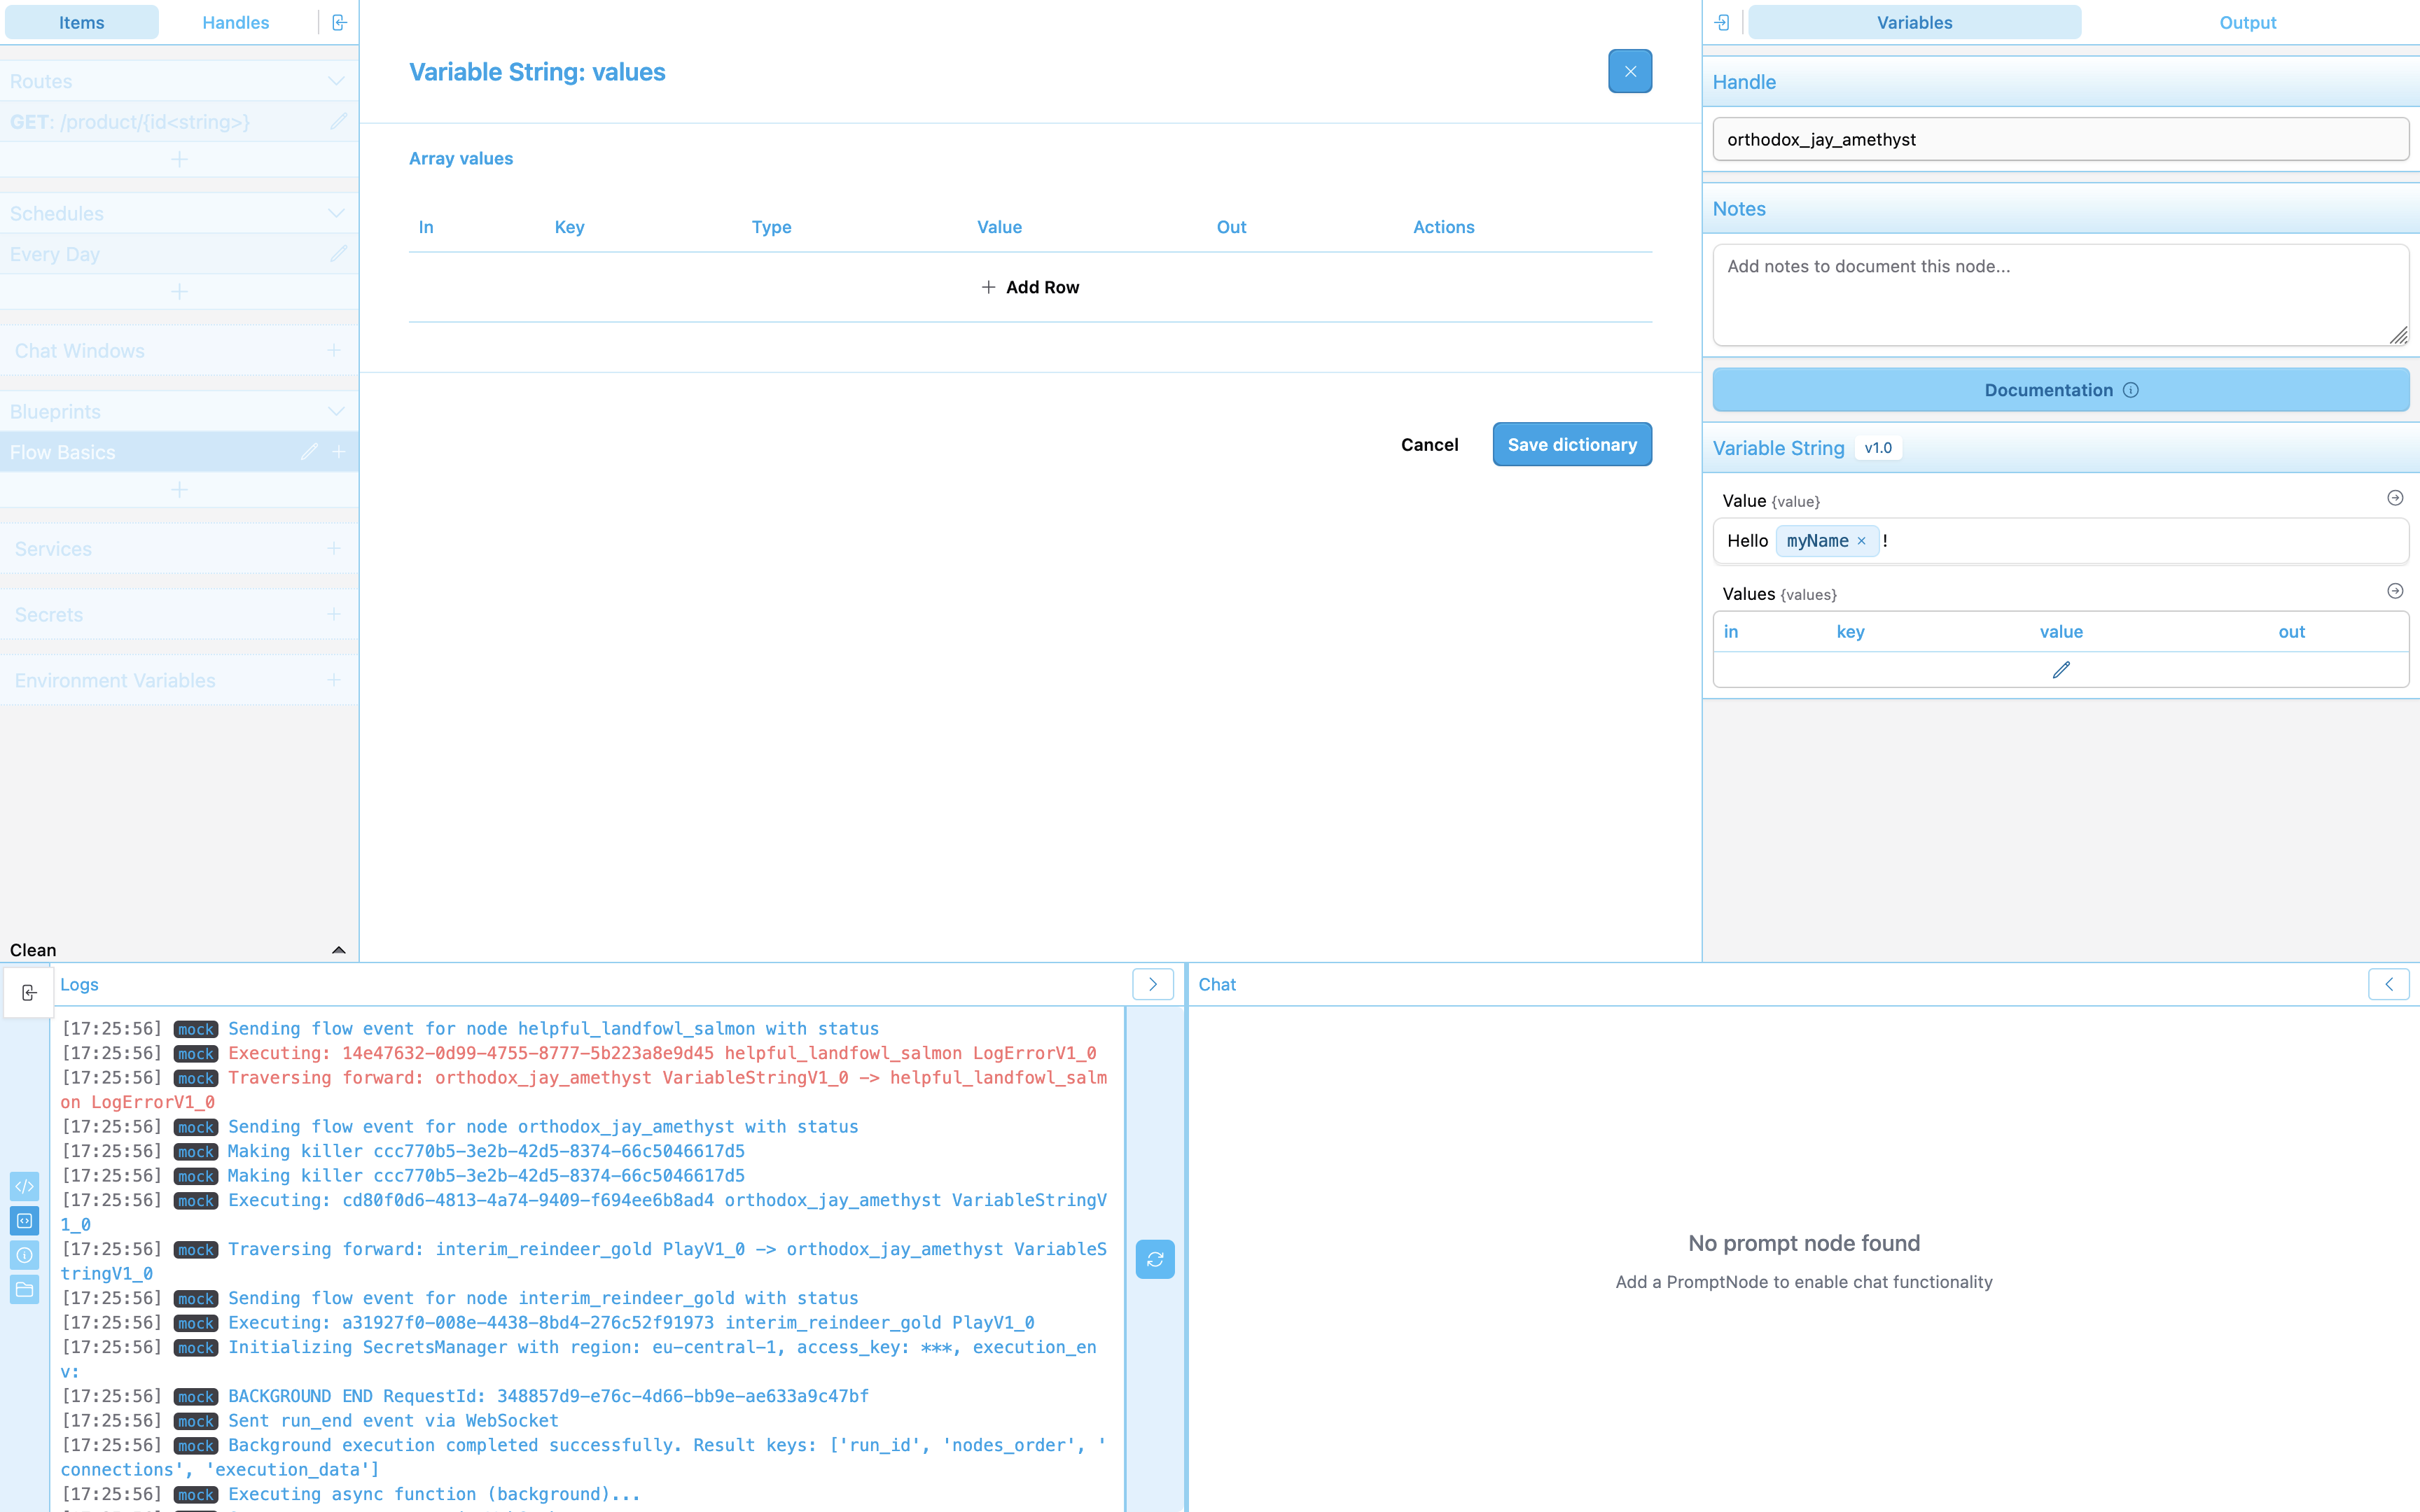 Items
Handles
Routes
GET: /product/{id<string>}
Schedules
Every Day
Chat Windows
Blueprints
Flow Basics
Services
Secrets
Environment Variables
Clean
Variable String: values
Array values
In Key Type Value Out Actions
Add Row
Cancel
Save dictionary
Variables
Output
Handle
orthodox_jay_amethyst
Notes
Add notes to document this node...
Documentation
Variable String v1.0
Value {value}
Hello myName × !
Values {values}
in key value out
Logs
[17:25:56] mock Sending flow event for node helpful_landfowl_salmon with status
[17:25:56] mock Executing: 14e47632-0d99-4755-8777-5b223a8e9d45 helpful_landfowl_salmon LogErrorV1_0
[17:25:56] mock Traversing forward: orthodox_jay_amethyst VariableStringV1_0 -> helpful_landfowl_salm
on LogErrorV1_0
[17:25:56] mock Sending flow event for node orthodox_jay_amethyst with status
[17:25:56] mock Making killer ccc770b5-3e2b-42d5-8374-66c5046617d5
[17:25:56] mock Making killer ccc770b5-3e2b-42d5-8374-66c5046617d5
[17:25:56] mock Executing: cd80f0d6-4813-4a74-9409-f694ee6b8ad4 orthodox_jay_amethyst VariableStringV
1_0
[17:25:56] mock Traversing forward: interim_reindeer_gold PlayV1_0 -> orthodox_jay_amethyst VariableS
tringV1_0
[17:25:56] mock Sending flow event for node interim_reindeer_gold with status
[17:25:56] mock Executing: a31927f0-008e-4438-8bd4-276c52f91973 interim_reindeer_gold PlayV1_0
[17:25:56] mock Initializing SecretsManager with region: eu-central-1, access_key: ***, execution_en
v:
[17:25:56] mock BACKGROUND END RequestId: 348857d9-e76c-4d66-bb9e-ae633a9c47bf
[17:25:56] mock Sent run_end event via WebSocket
[17:25:56] mock Background execution completed successfully. Result keys: ['run_id', 'nodes_order', '
connections', 'execution_data']
[17:25:56] mock Executing async function (background)...
Chat
No prompt node found
Add a PromptNode to enable chat functionality